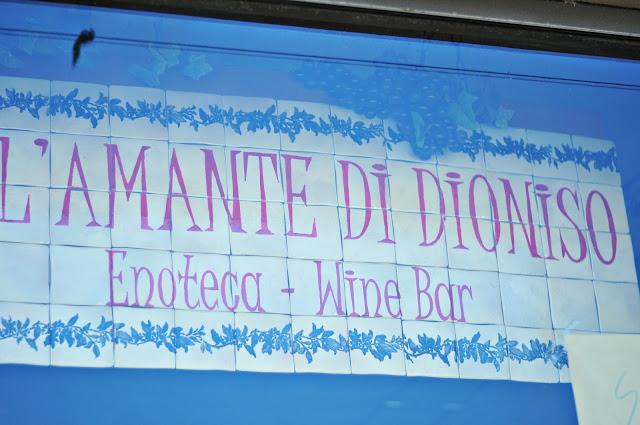 L'AMANTE DI DIONISO
Enoteca - Wine Bar